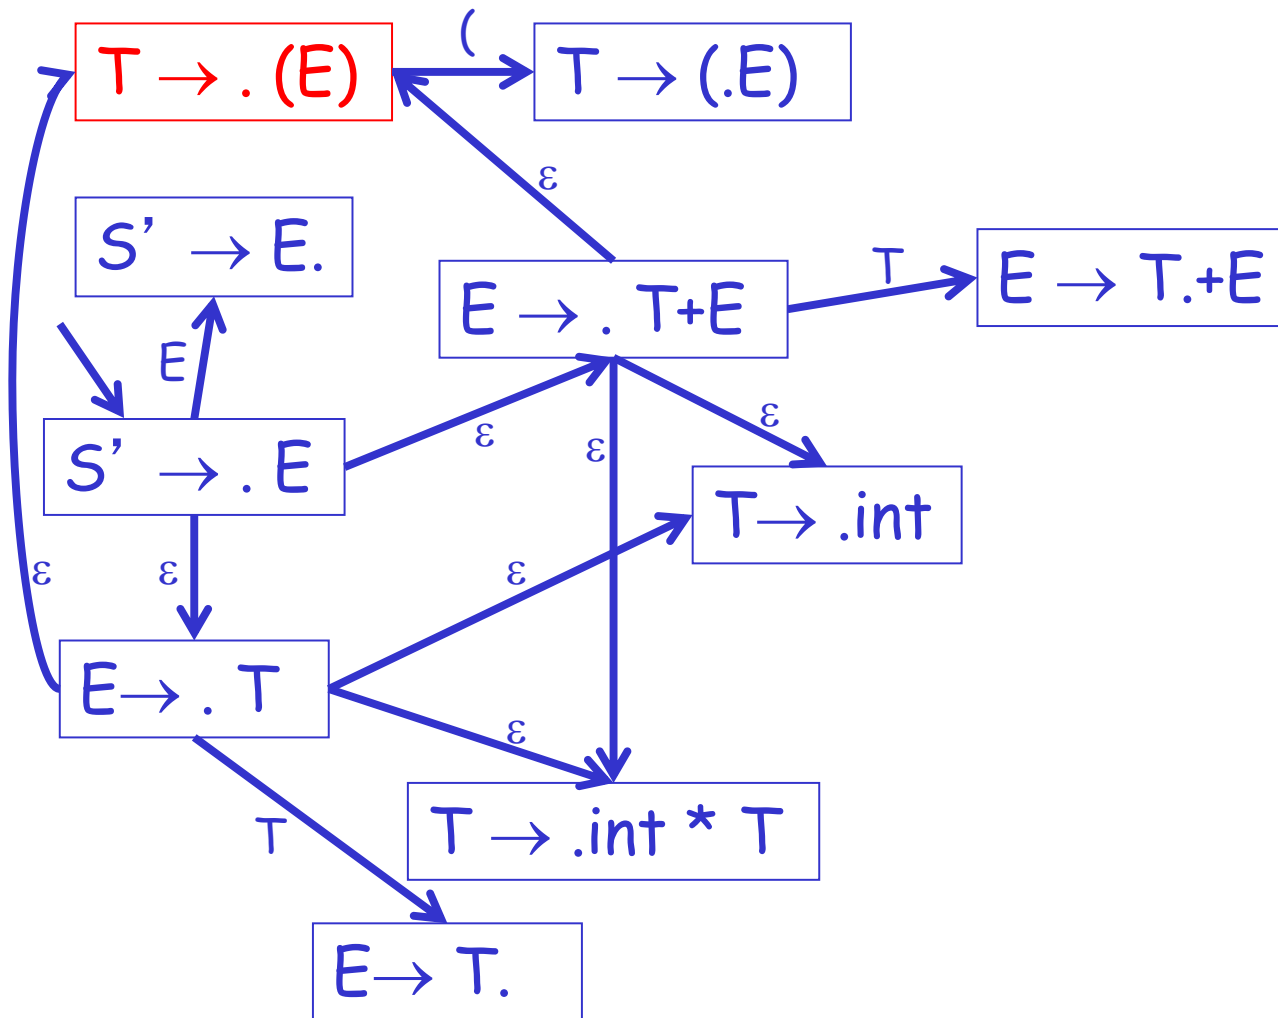 (
T → . (E)
T → (.E)
ε
S' → E.
T
E → . T+E
E → T.+E
E
ε
ε
ε
S' → . E
T → .int
ε
ε
ε
E → . T
ε
T
T → .int * T
E → T.